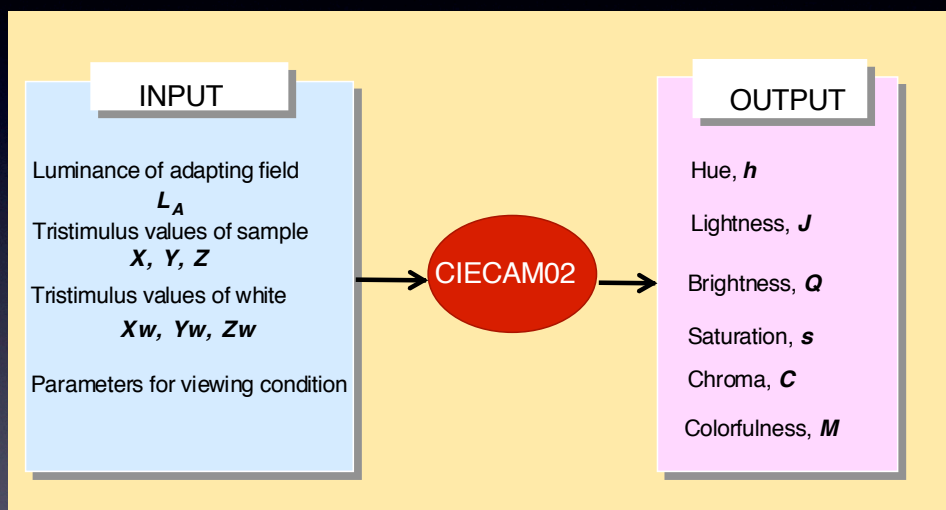 INPUT
Luminance of adapting field
L_A
Tristimulus values of sample
X, Y, Z
Tristimulus values of white
Xw, Yw, Zw
Parameters for viewing condition
CIECAM02
OUTPUT
Hue, h
Lightness, J
Brightness, Q
Saturation, s
Chroma, C
Colorfulness, M